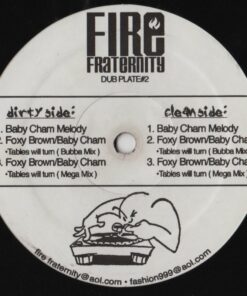 FIRE
FRATERNITY
DUB PLATE#2
dirty side:
1. Baby Cham Melody
2. Foxy Brown/Baby Cham
•Tables will turn ( Bubba Mix )
3. Foxy Brown/Baby Cham
•Tables will turn ( Mega Mix )
clean side:
1. Baby Cham Melody
2. Foxy Brown/Baby Cham
•Tables will turn ( Bubba Mix )
3. Foxy Brown/Baby Cham
•Tables will turn ( Mega Mix )
fire fraternity@aol.com • fashion999@aol.com